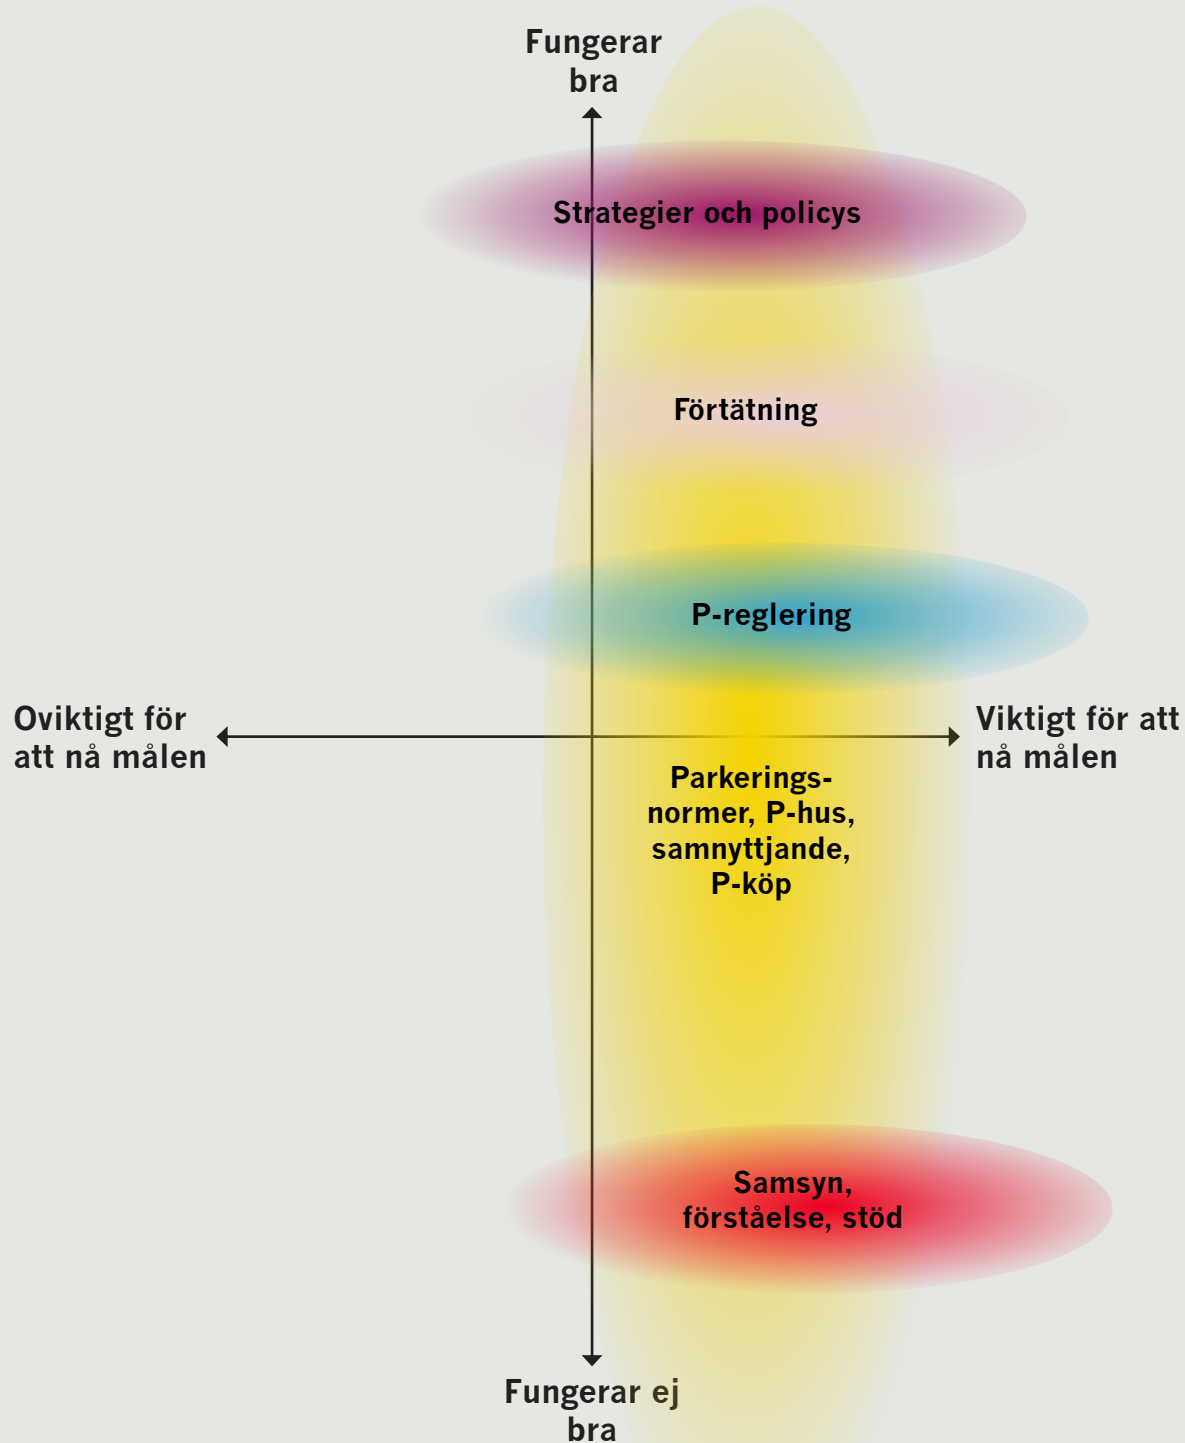 Fungerar
bra
Strategier och policys
Förtätning
P-reglering
Oviktigt för
att nå målen
Viktigt för att
nå målen
Parkerings-
normer, P-hus,
samnyttjande,
P-köp
Samsyn,
förståelse, stöd
Fungerar ej
bra